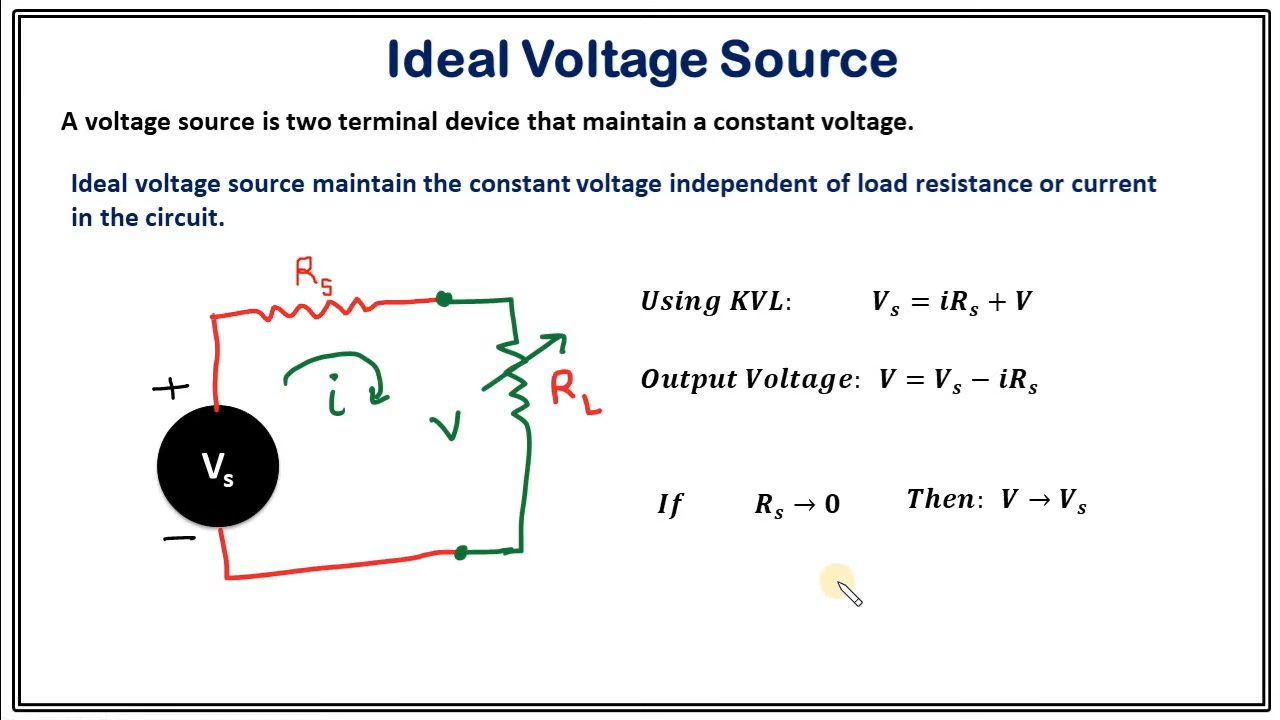 Ideal Voltage Source
A voltage source is two terminal device that maintain a constant voltage.
Ideal voltage source maintain the constant voltage independent of load resistance or current
in the circuit.
Rs
Using KVL: Vs = iRs + V
+
i
RL
Output Voltage: V = Vs − iRs
V
Vs
If Rs → 0 Then: V → Vs
−